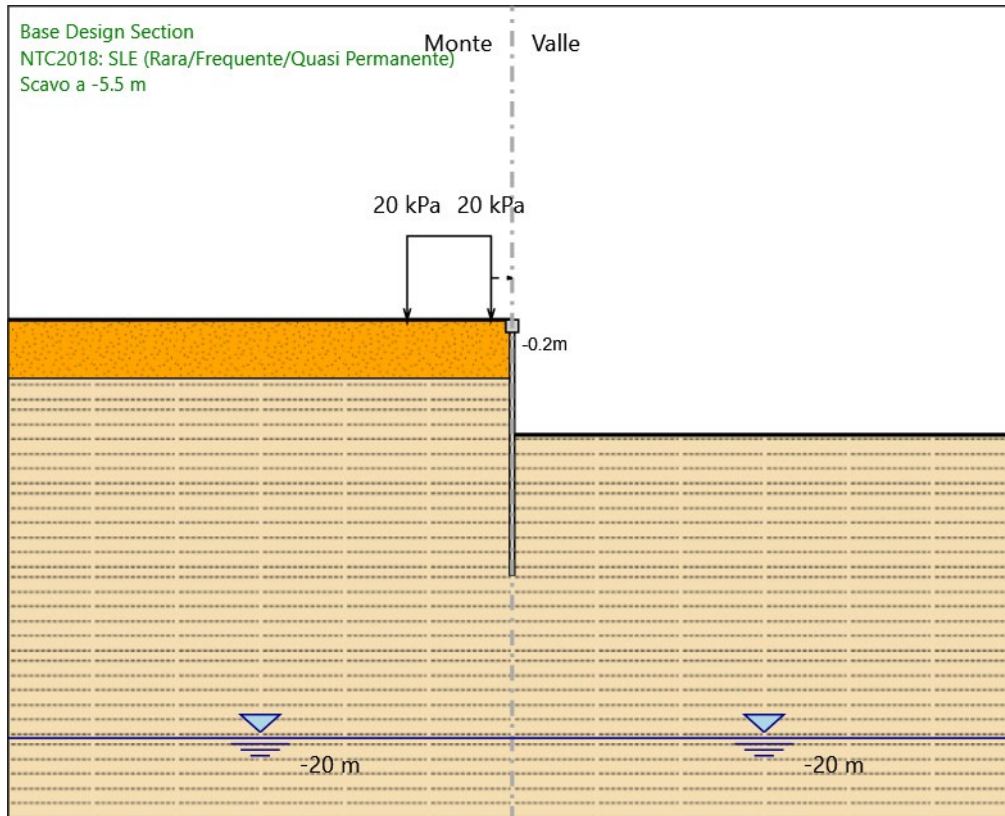 Base Design Section
NTC2018: SLE (Rara/Frequente/Quasi Permanente)
Scavo a -5.5 m
Monte
Valle
20 kPa
20 kPa
-0.2m
-20 m
-20 m